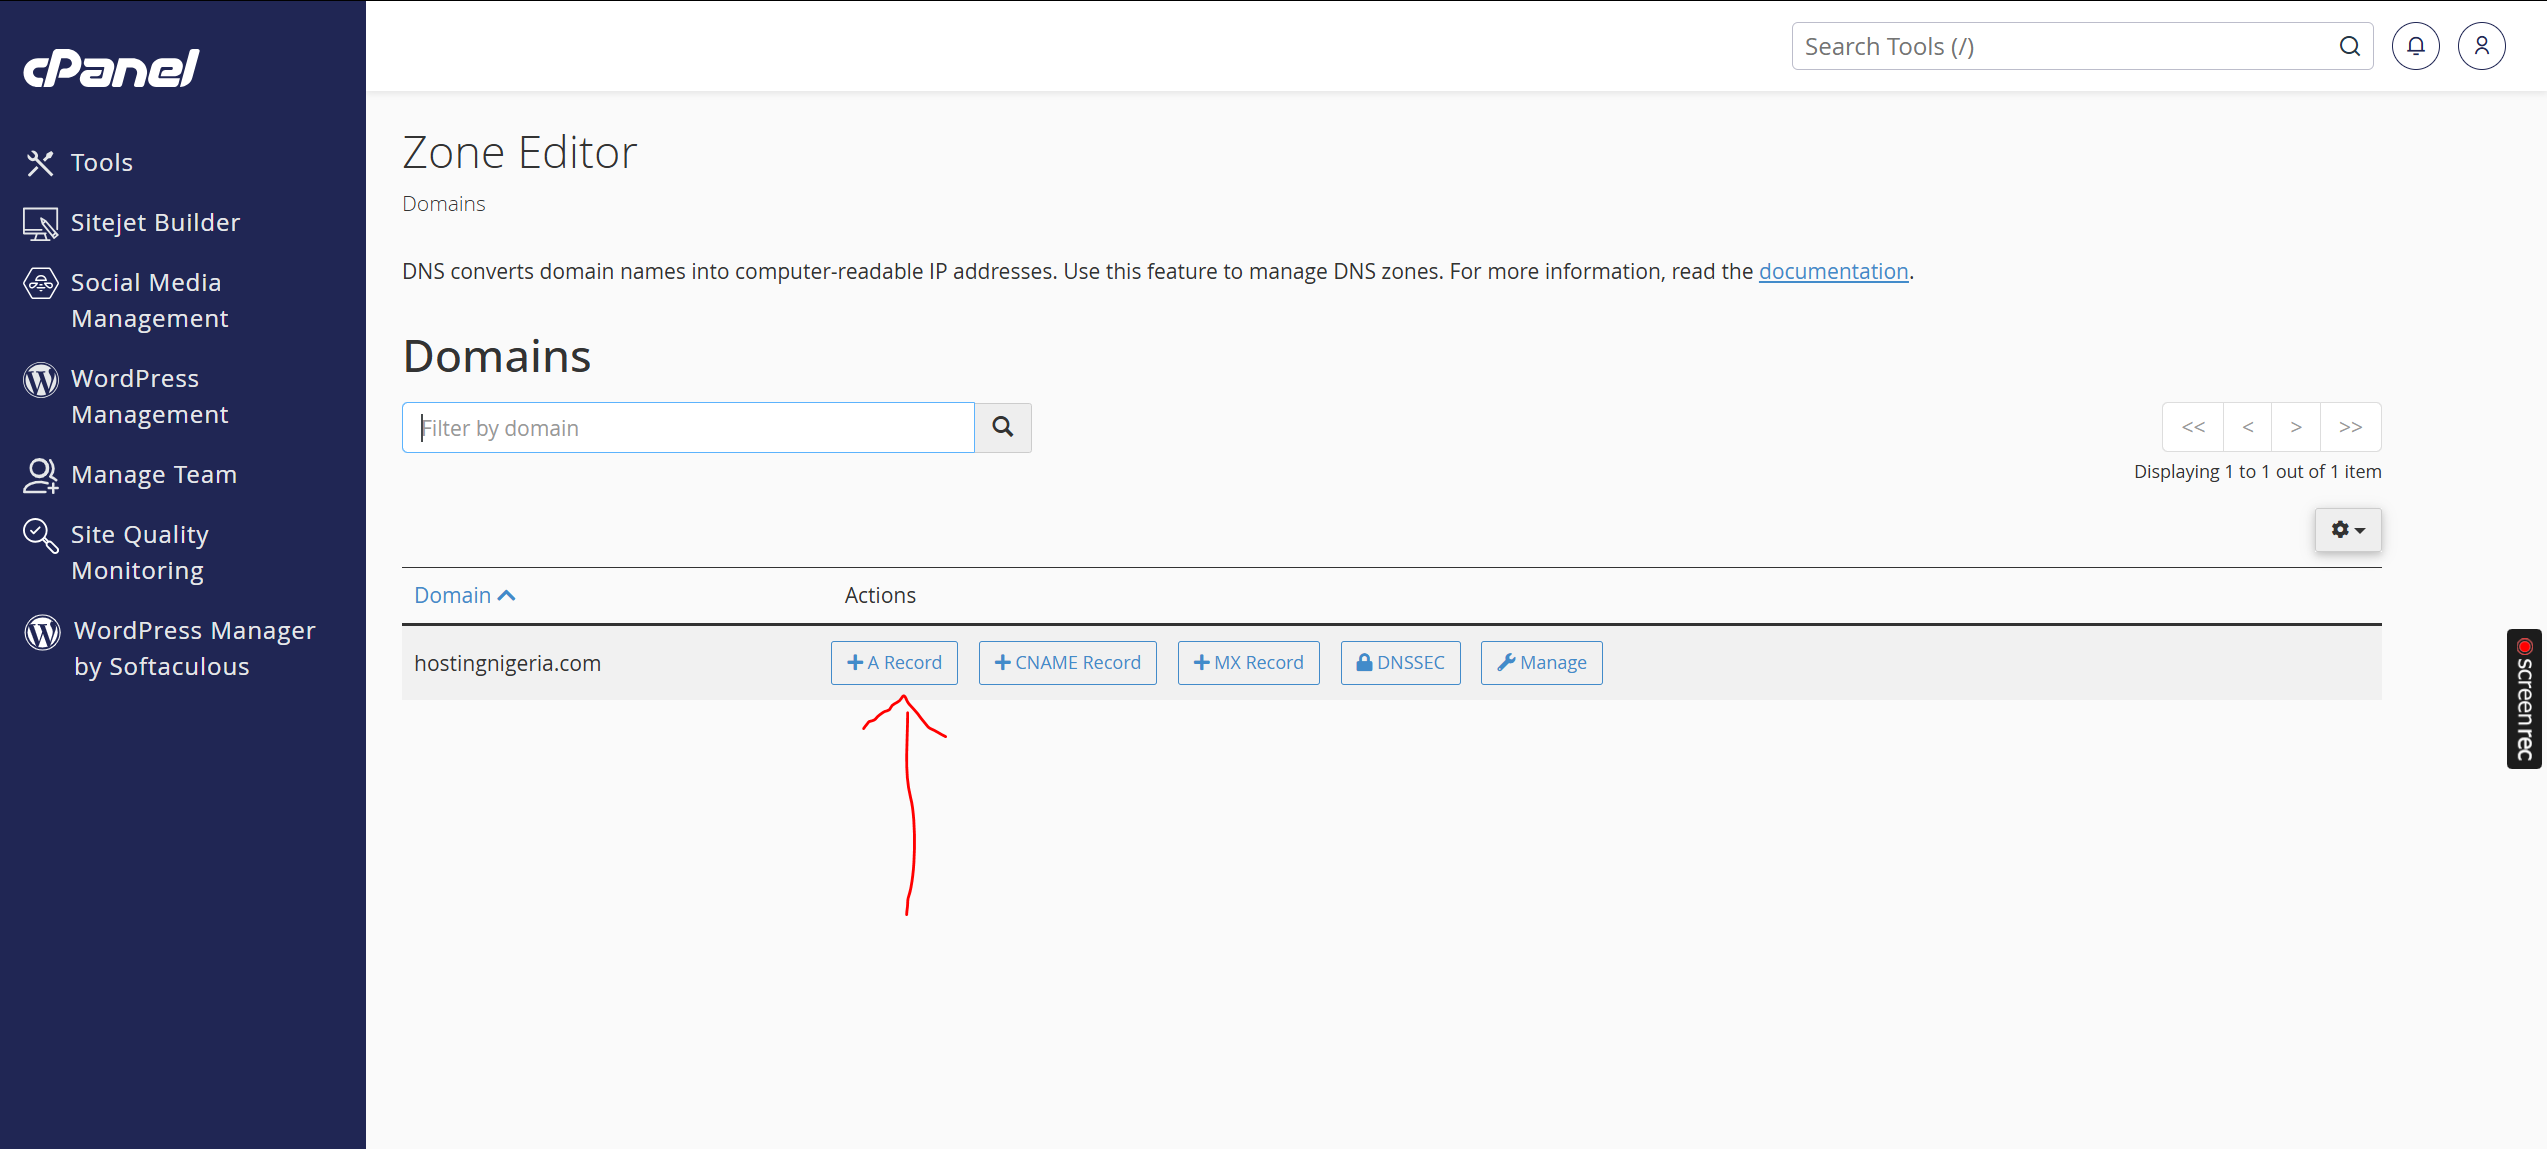 cPanel
Search Tools (/)
Tools
Sitejet Builder
Social Media
Management
WordPress
Management
Manage Team
Site Quality
Monitoring
WordPress Manager
by Softaculous
Zone Editor
Domains
DNS converts domain names into computer-readable IP addresses. Use this feature to manage DNS zones. For more information, read the documentation.
Domains
Filter by domain
<< < > >>
Displaying 1 to 1 out of 1 item
Domain Actions
hostingnigeria.com A Record CNAME Record MX Record DNSSEC Manage
screenrec